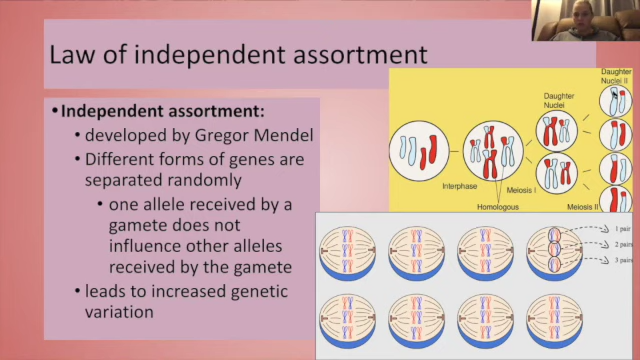 Law of independent assortment
• Independent assortment:
• developed by Gregor Mendel
• Different forms of genes are
separated randomly
• one allele received by a
gamete does not
influence other alleles
received by the gamete
• leads to increased genetic
variation
Daughter
Nuclei II
Daughter
Nuclei
Interphase
Meiosis I
Homologous
Meiosis II
1 pair
2 pairs
3 pairs